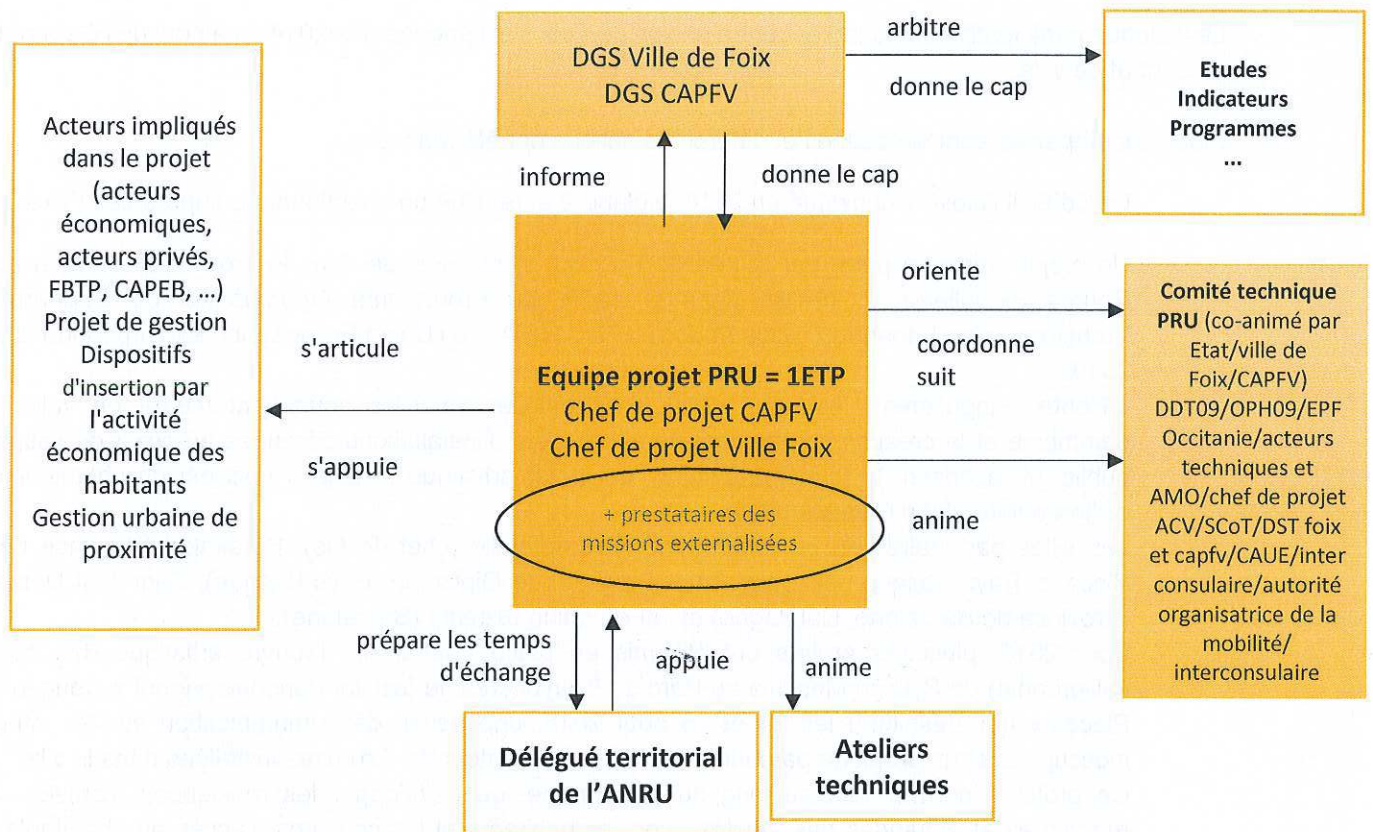 DGS Ville de Foix
DGS CAPFV
arbitre
donne le cap
Etudes
Indicateurs
Programmes
...
informe
donne le cap
Acteurs impliqués
dans le projet
(acteurs
économiques,
acteurs privés,
FBTP, CAPEB, ...)
Projet de gestion
Dispositifs
d'insertion par
l'activité
économique des
habitants
Gestion urbaine de
proximité
s'articule
s'appuie
Equipe projet PRU = 1ETP
Chef de projet CAPFV
Chef de projet Ville Foix
+ prestataires des
missions externalisées
oriente
coordonne
suit
anime
Comité technique
PRU (co-animé par
Etat/ville de
Foix/CAPFV)
DDT09/OPH09/EPF
Occitanie/acteurs
techniques et
AMO/chef de projet
ACV/SCoT/DST foix
et capfv/CAUE/inter
consulaire/autorité
organisatrice de la
mobilité/
interconsulaire
prépare les temps
d'échange
appuie
anime
Délégué territorial
de l'ANRU
Ateliers
techniques